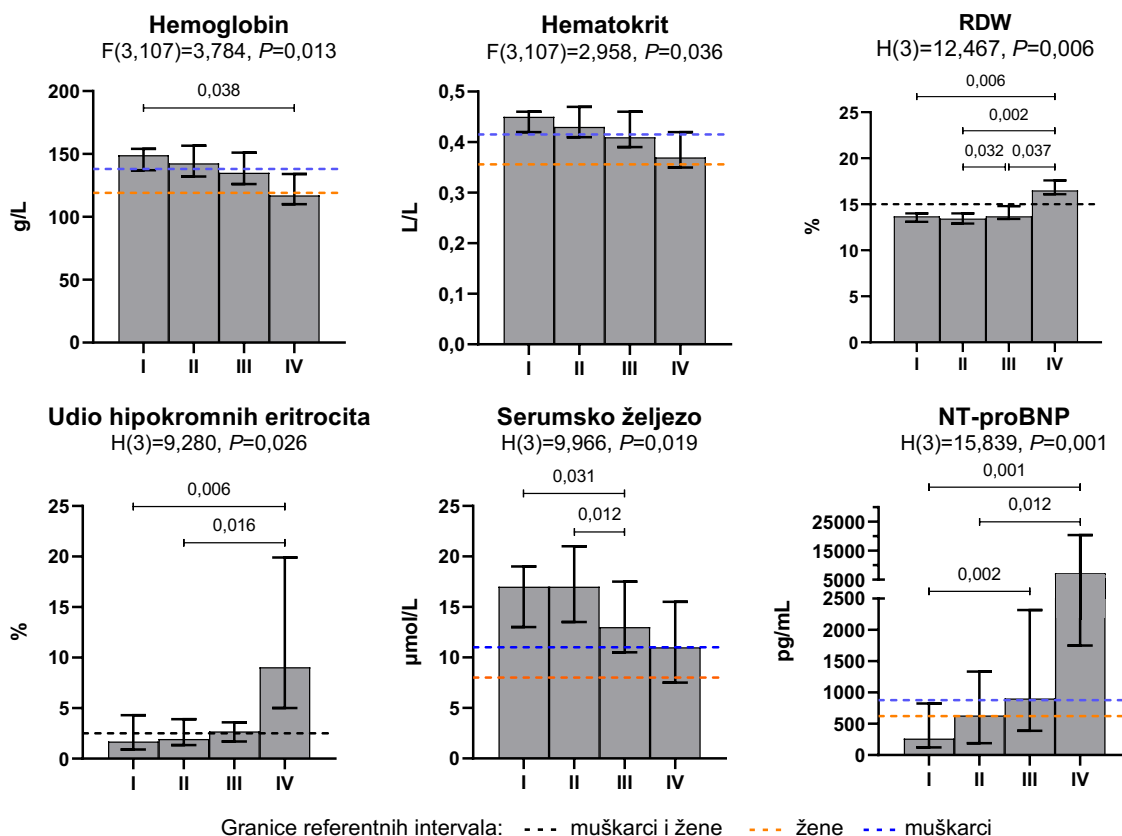 Hemoglobin
F(3,107)=3,784, P=0,013
0,038
200
150
100
50
0
g/L
I II III IV
Hematokrit
F(3,107)=2,958, P=0,036
0,5
0,4
0,3
0,2
0,1
0,0
L/L
I II III IV
RDW
H(3)=12,467, P=0,006
0,006
0,002
0,032 0,037
25
20
15
10
5
0
%
I II III IV
Udio hipokromnih eritrocita
H(3)=9,280, P=0,026
0,006
0,016
25
20
15
10
5
0
%
I II III IV
Serumsko željezo
H(3)=9,966, P=0,019
0,031
0,012
25
20
15
10
5
0
µmol/L
I II III IV
NT-proBNP
H(3)=15,839, P=0,001
0,001
0,012
0,002
25000
15000
5000
2500
2000
1500
1000
500
0
pg/mL
I II III IV
Granice referentnih intervala: muškarci i žene žene muškarci